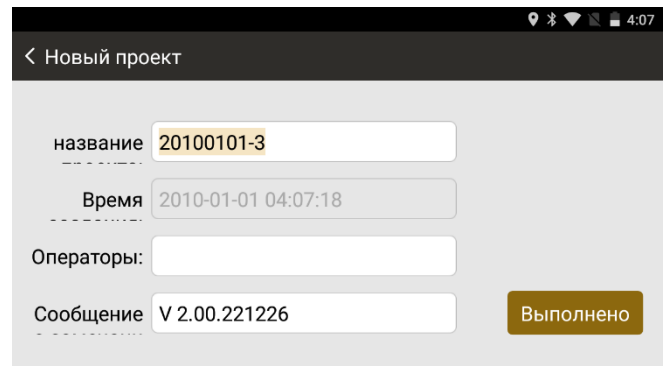 4:07
Новый проект
название
20100101-3
Время
2010-01-01 04:07:18
Операторы:
Сообщение
V 2.00.221226
Выполнено